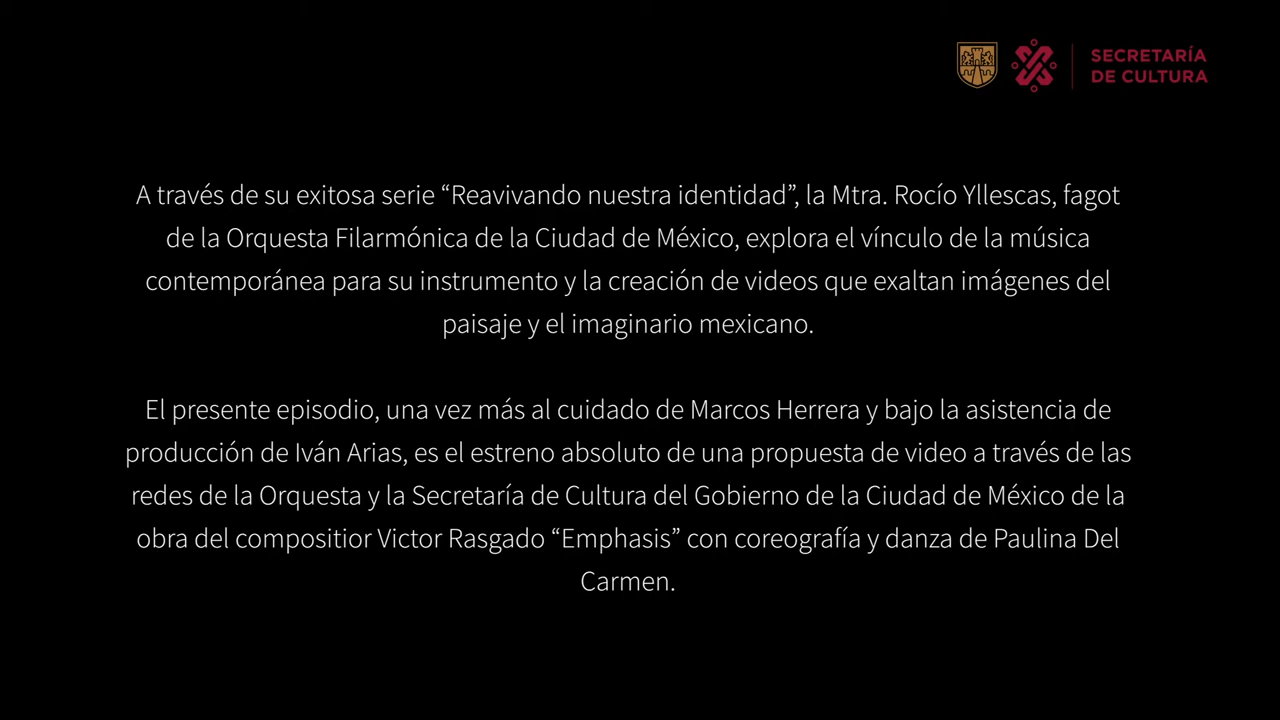 SECRETARÍA
DE CULTURA
A través de su exitosa serie “Reavivando nuestra identidad”, la Mtra. Rocío Yllescas, fagot
de la Orquesta Filarmónica de la Ciudad de México, explora el vínculo de la música
contemporánea para su instrumento y la creación de videos que exaltan imágenes del
paisaje y el imaginario mexicano.
El presente episodio, una vez más al cuidado de Marcos Herrera y bajo la asistencia de
producción de Iván Arias, es el estreno absoluto de una propuesta de video a través de las
redes de la Orquesta y la Secretaría de Cultura del Gobierno de la Ciudad de México de la
obra del compositior Victor Rasgado “Emphasis” con coreografía y danza de Paulina Del
Carmen.